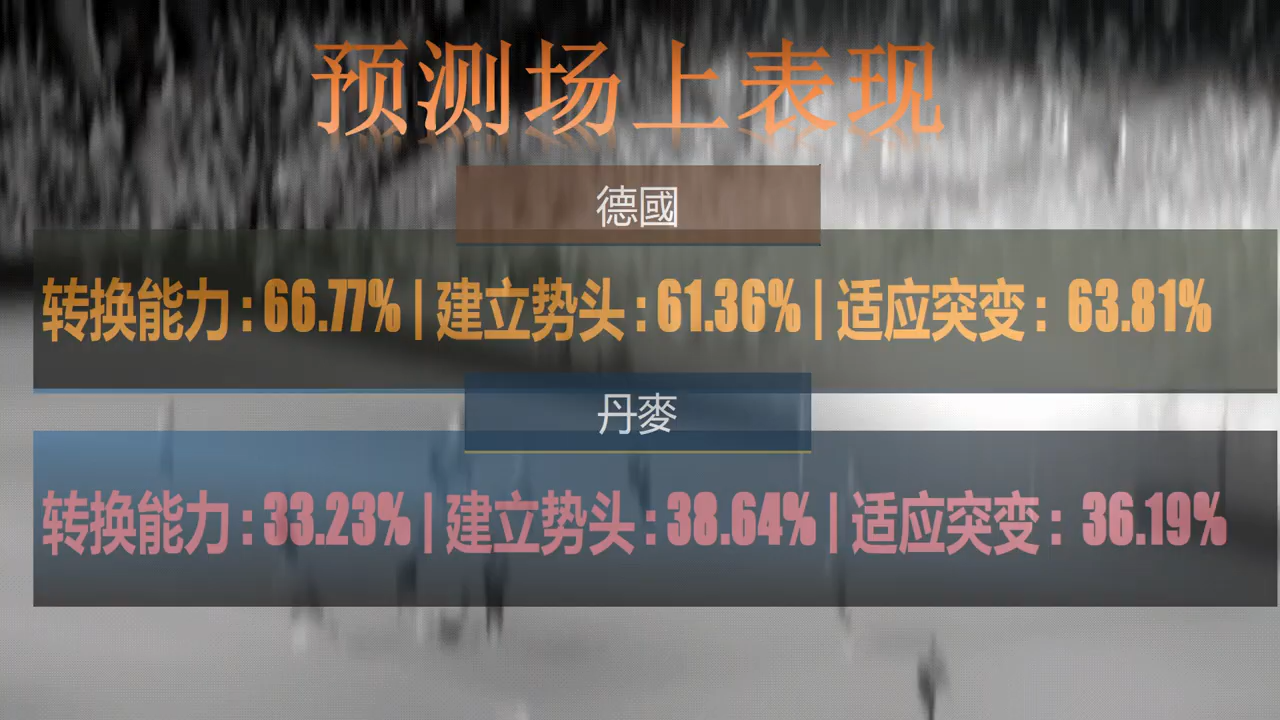 预测场上表现
德國
转换能力 : 66.77% | 建立势头 : 61.36% | 适应突变 : 63.81%
丹麥
转换能力 : 33.23% | 建立势头 : 38.64% | 适应突变 : 36.19%